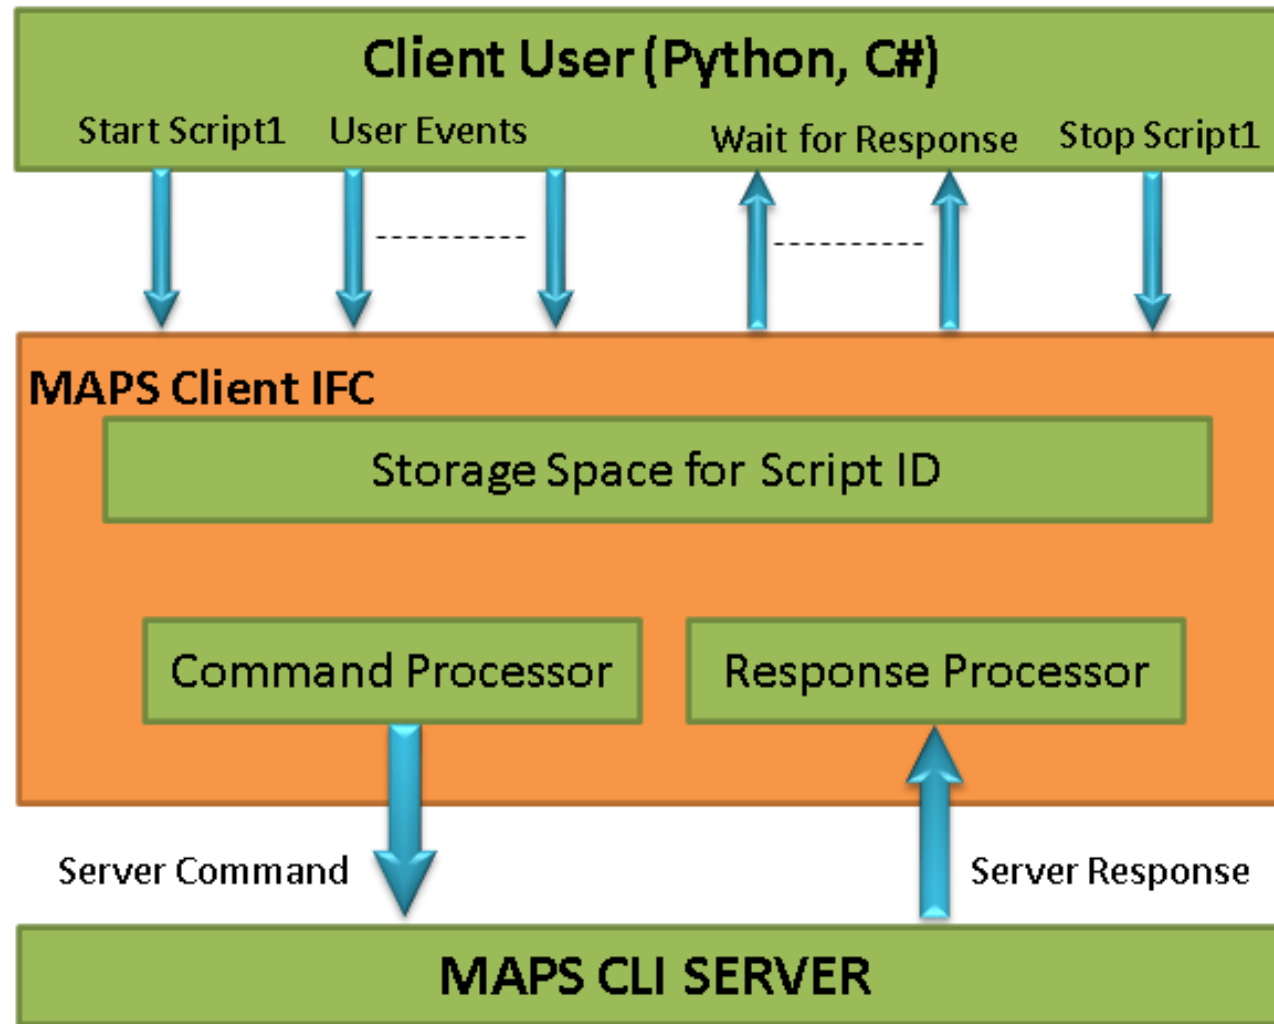 Client User (Python, C#)
Start Script1 User Events Wait for Response Stop Script1
MAPS Client IFC
Storage Space for Script ID
Command Processor Response Processor
Server Command Server Response
MAPS CLI SERVER